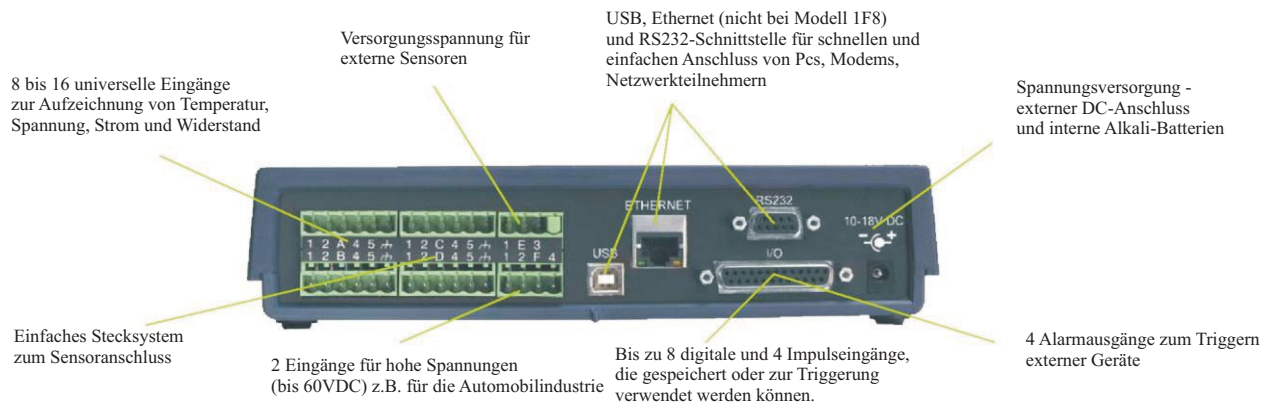 USB, Ethernet (nicht bei Modell 1F8)
und RS232-Schnittstelle für schnellen und
einfachen Anschluss von Pcs, Modems,
Netzwerkteilnehmern
Versorgungsspannung für
externe Sensoren
8 bis 16 universelle Eingänge
zur Aufzeichnung von Temperatur,
Spannung, Strom und Widerstand
Spannungsversorgung -
externer DC-Anschluss
und interne Alkali-Batterien
ETHERNET
RS232
10-18V DC
- +
1 2 A 4 5 1 2 C 4 5 1 E 3
1 2 B 4 5 1 2 D 4 5 1 2 F 4
USB
I/O
Einfaches Stecksystem
zum Sensoranschluss
2 Eingänge für hohe Spannungen
(bis 60VDC) z.B. für die Automobilindustrie
Bis zu 8 digitale und 4 Impulseingänge,
die gespeichert oder zur Triggerung
verwendet werden können.
4 Alarmausgänge zum Triggern
externer Geräte